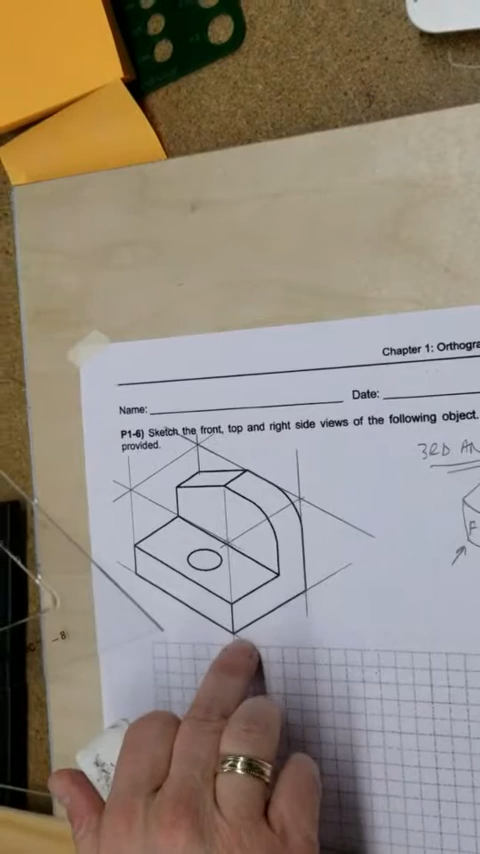 Chapter 1: Orthogra
Name: Date:
P1-6) Sketch the front, top and right side views of the following object.
provided.
3RD AN
F
8